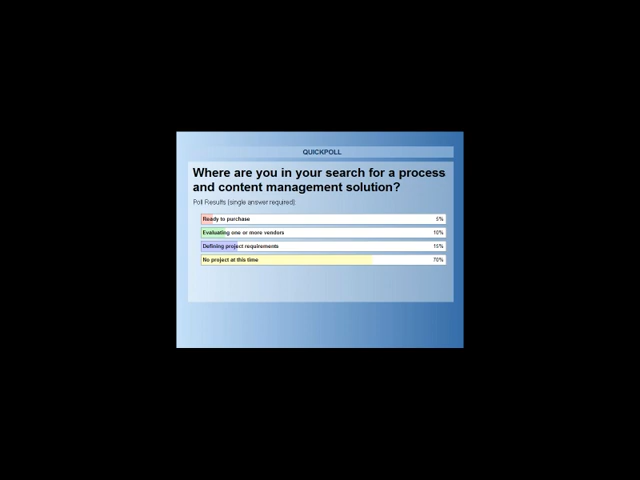 QUICKPOLL
Where are you in your search for a process
and content management solution?
Poll Results (single answer required)
Ready to purchase 5%
Evaluating one or more vendors 10%
Defining project requirements 15%
No project at this time 70%